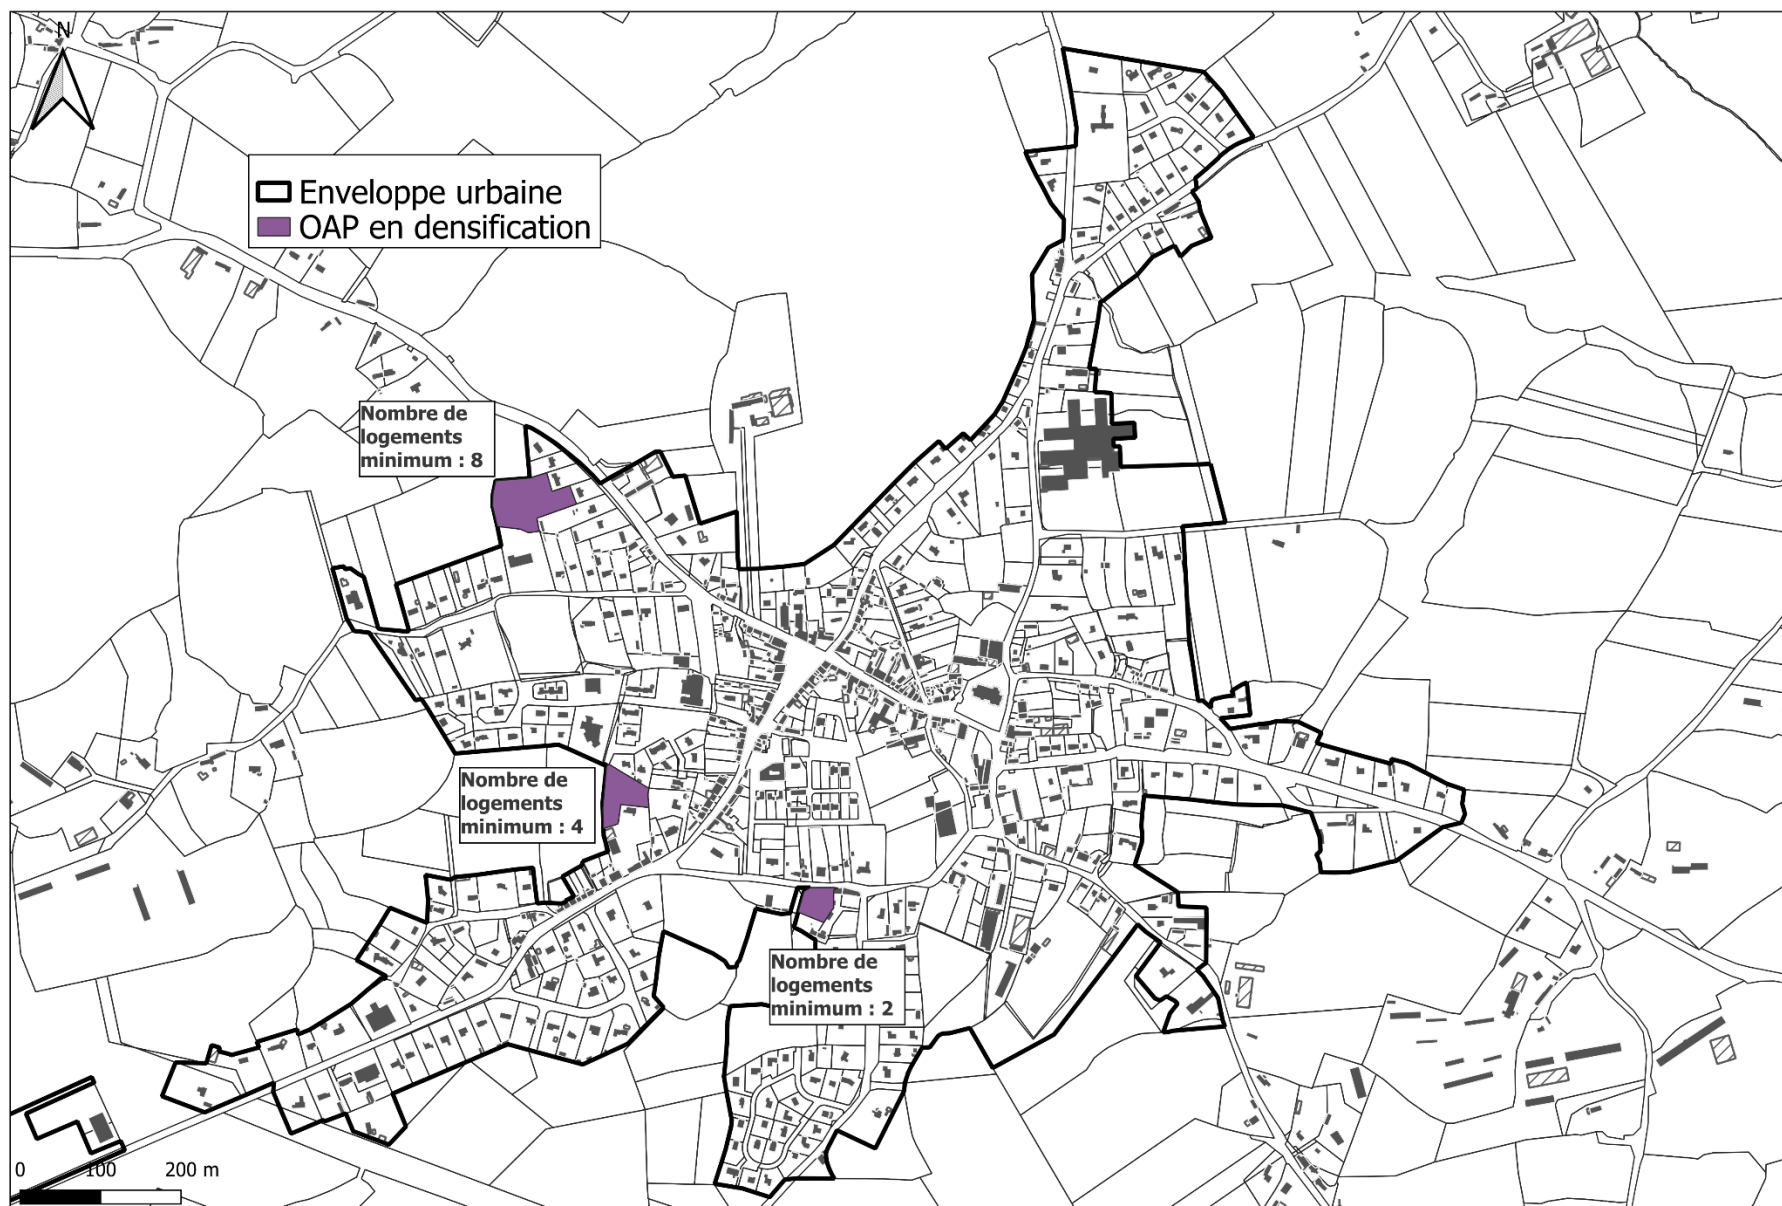 N
Enveloppe urbaine
OAP en densification
Nombre de
logements
minimum : 8
Nombre de
logements
minimum : 4
Nombre de
logements
minimum : 2
0 100 200 m